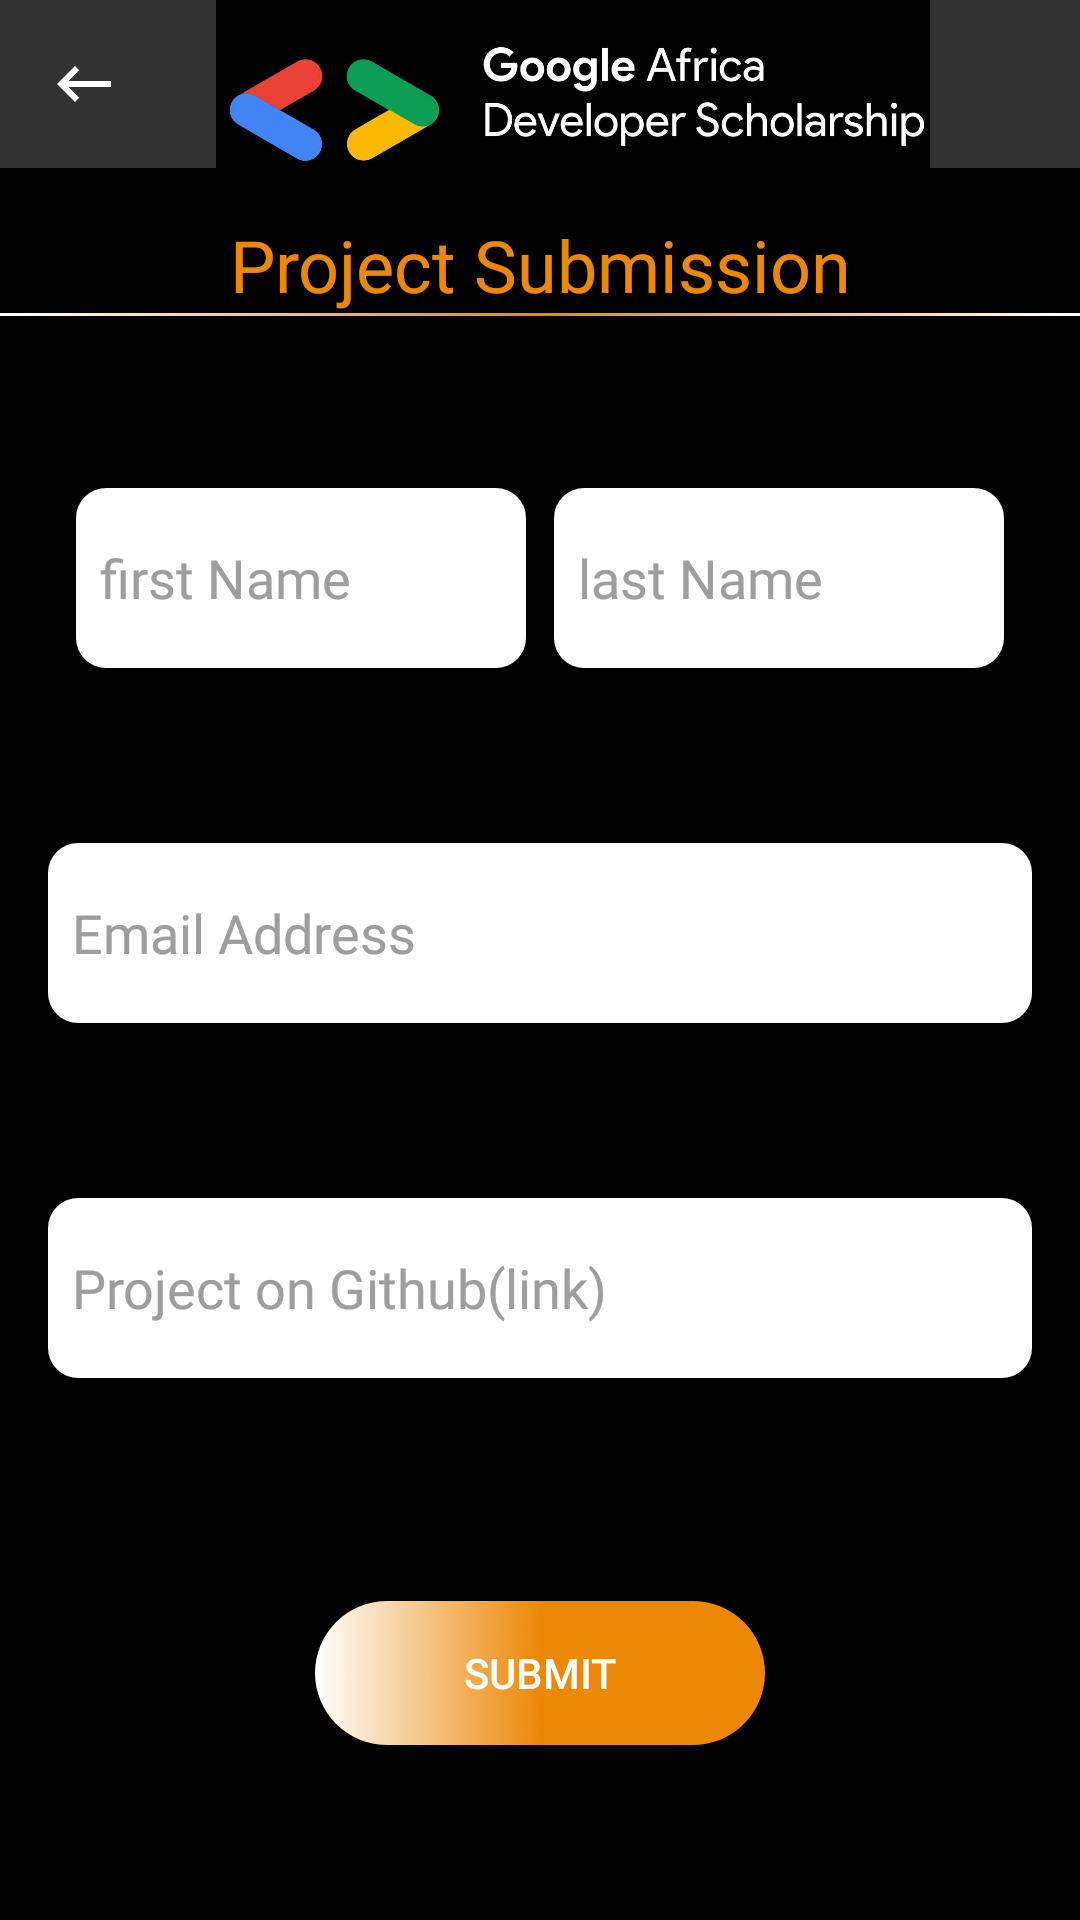 Google Africa
Developer Scholarship
Project Submission
first Name
last Name
Email Address
Project on Github(link)
SUBMIT